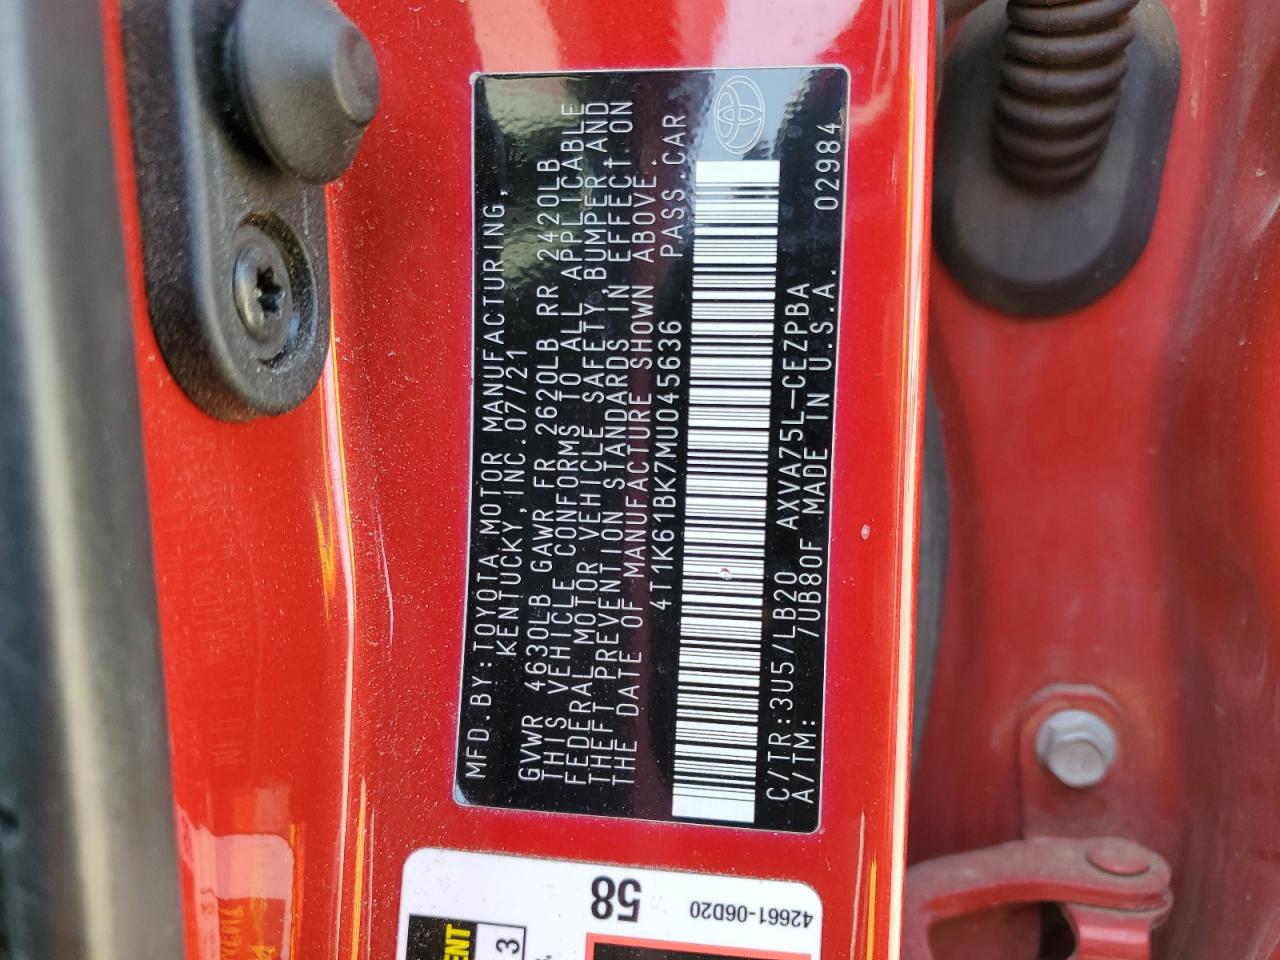 MFD.BY:TOYOTA MOTOR MANUFACTURING,
KENTUCKY,INC.07/21
GVWR 4630LB GAWR FR 2620LB RR 2420LB
THIS VEHICLE CONFORMS TO ALL APPLICABLE
FEDERAL MOTOR VEHICLE SAFETY,BUMPER AND
THEFT PREVENTION STANDARDS IN EFFECT ON
THE DATE OF MANUFACTURE SHOWN ABOVE.
4T1K61BK7MU045636 PASS.CAR
C/TR:3U5/LB20 AXVA75L-CEZPBA
A/TM: /UB80F MADE IN U.S.A. 02984
58
42661-06D20
3